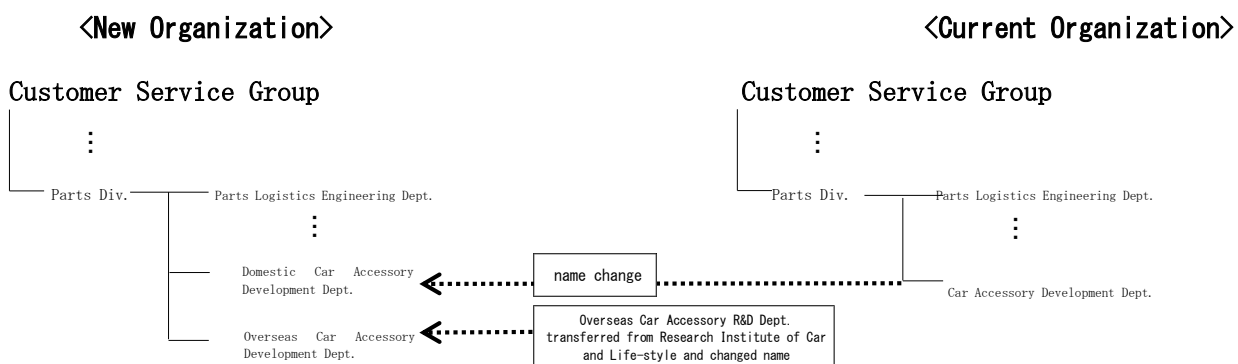 <New Organization>
<Current Organization>
Customer Service Group
Customer Service Group
Parts Div.
Parts Logistics Engineering Dept.
Parts Div.
Parts Logistics Engineering Dept.
Domestic Car Accessory
Development Dept.
name change
Car Accessory Development Dept.
Overseas Car Accessory
Development Dept.
Overseas Car Accessory R&D Dept.
transferred from Research Institute of Car
and Life-style and changed name